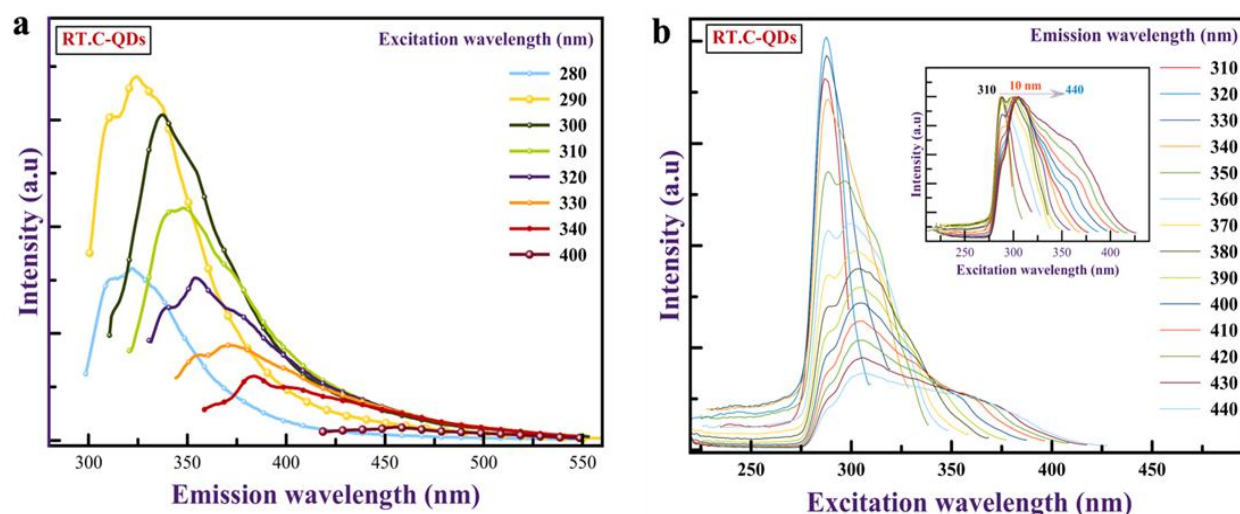 a
RT.C-QDs
Excitation wavelength (nm)
280
290
300
310
320
330
340
400
Intensity (a.u)
300 350 400 450 500 550
Emission wavelength (nm)
b
RT.C-QDs
Emission wavelength (nm)
310
320
330
340
350
360
370
380
390
400
410
420
430
440
310 10 nm 440
Intensity (a.u)
250 300 350 400
Excitation wavelength (nm)
Intensity (a.u)
250 300 350 400 450
Excitation wavelength (nm)